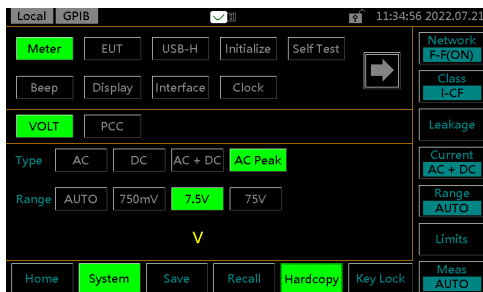 Local GPIB 11:34:56 2022.07.21
Meter EUT USB-H Initialize Self Test
Beep Display Interface Clock
VOLT PCC
Type AC DC AC + DC AC Peak
Range AUTO 750mV 7.5V 75V
V
Network
F-F(ON)
Class
I-CF
Leakage
Current
AC + DC
Range
AUTO
Limits
Meas
AUTO
Home System Save Recall Hardcopy Key Lock